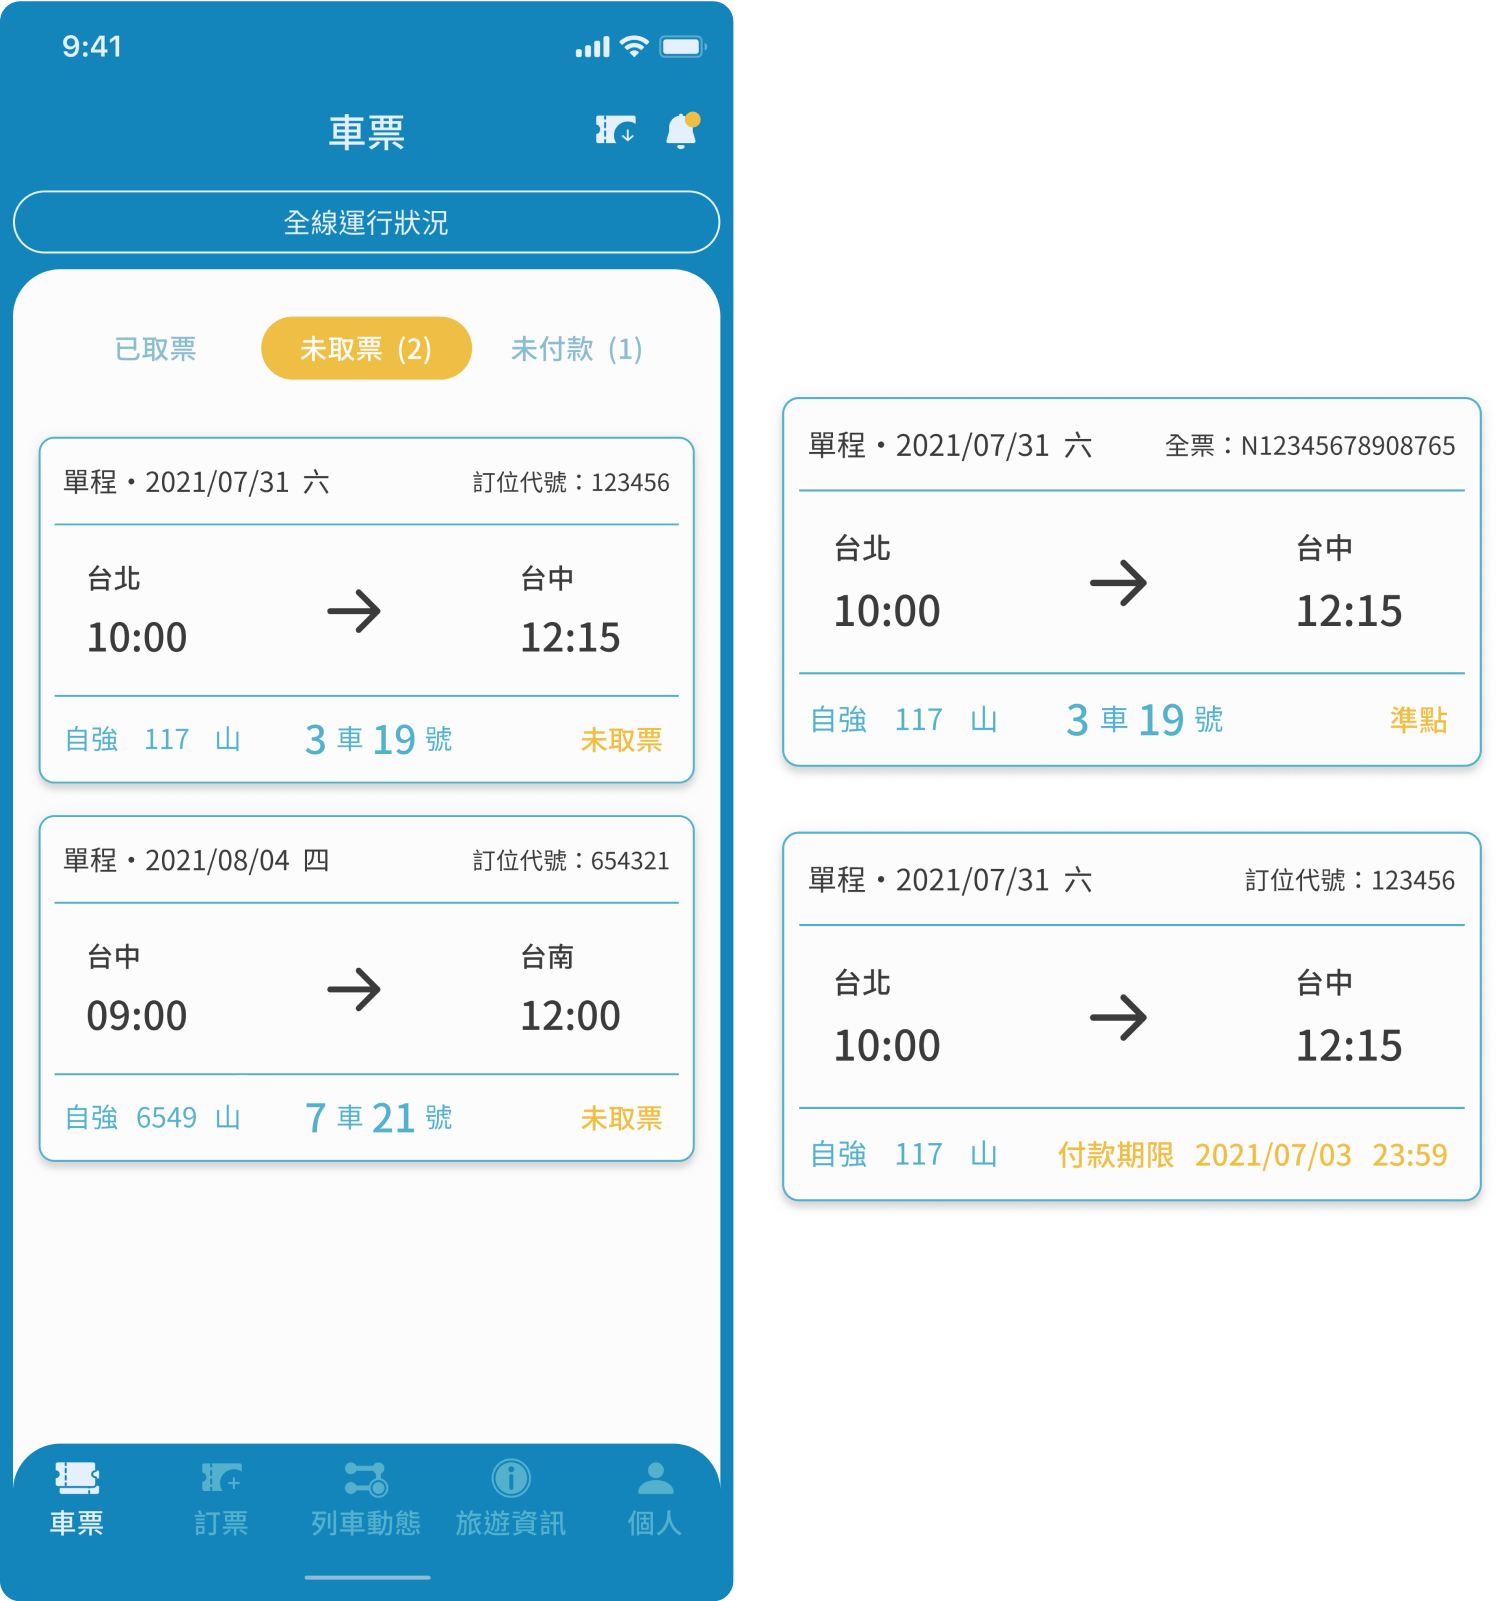 9:41
車票
全線運行狀況
已取票 未取票 (2) 未付款 (1)
單程・2021/07/31 六 訂位代號：123456
台北 台中
10:00 12:15
自強 117 山 3 車 19 號 未取票
單程・2021/08/04 四 訂位代號：654321
台中 台南
09:00 12:00
自強 6549 山 7 車 21 號 未取票
車票 訂票 列車動態 旅遊資訊 個人
單程・2021/07/31 六 全票：N12345678908765
台北 台中
10:00 12:15
自強 117 山 3 車 19 號 準點
單程・2021/07/31 六 訂位代號：123456
台北 台中
10:00 12:15
自強 117 山 付款期限 2021/07/03 23:59